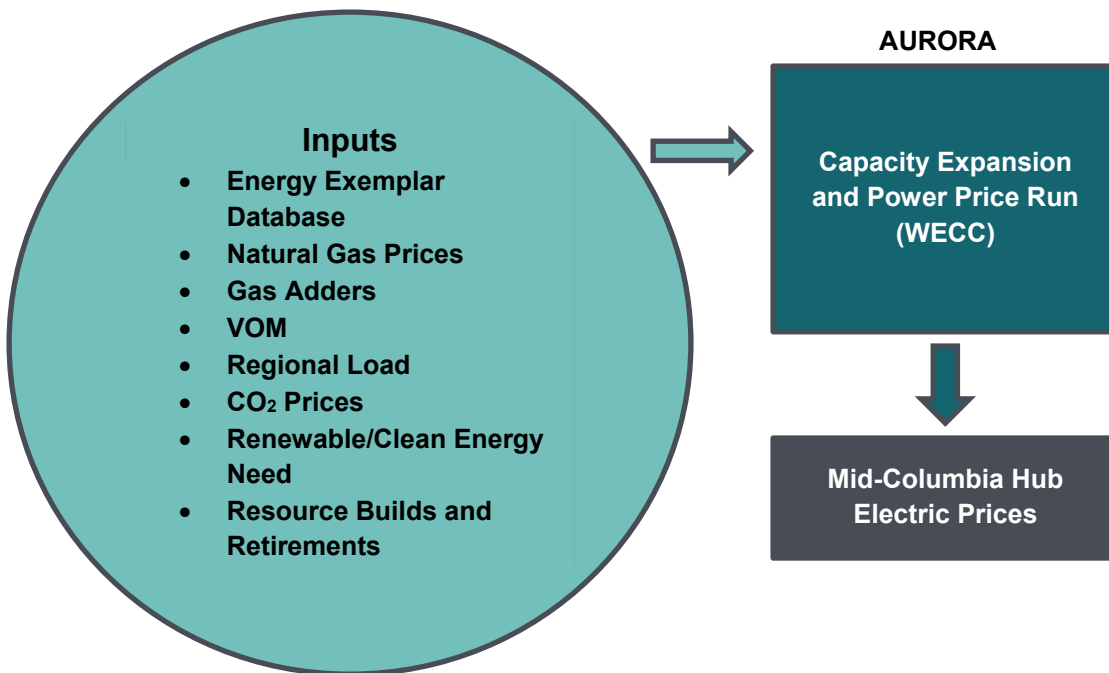 Inputs
• Energy Exemplar
Database
• Natural Gas Prices
• Gas Adders
• VOM
• Regional Load
• CO₂ Prices
• Renewable/Clean Energy
Need
• Resource Builds and
Retirements
AURORA
Capacity Expansion
and Power Price Run
(WECC)
Mid-Columbia Hub
Electric Prices